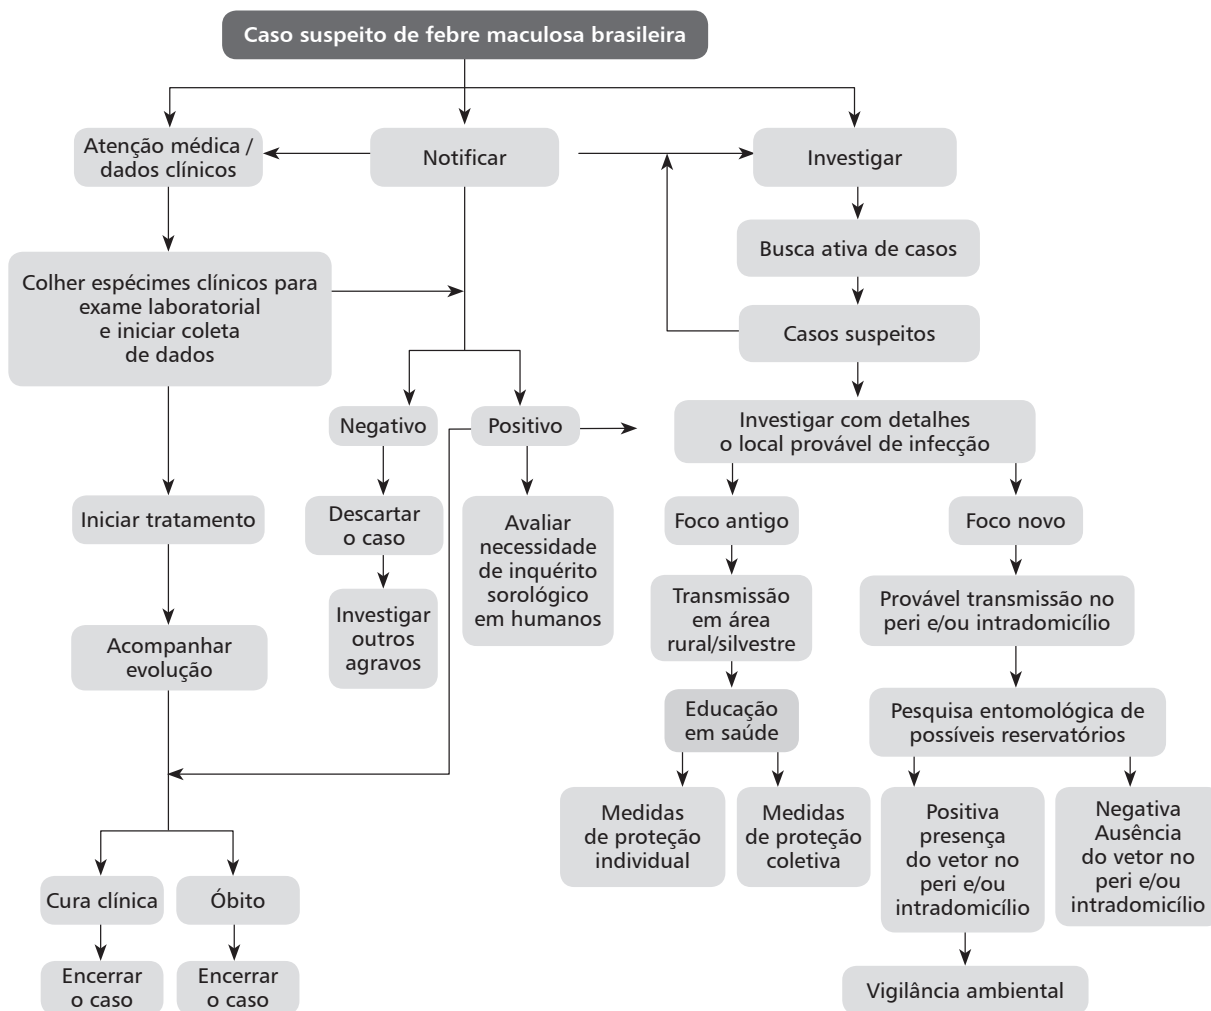 Caso suspeito de febre maculosa brasileira
Atenção médica /
dados clínicos
Notificar
Investigar
Busca ativa de casos
Colher espécimes clínicos para
exame laboratorial
e iniciar coleta
de dados
Casos suspeitos
Negativo
Positivo
Investigar com detalhes
o local provável de infecção
Iniciar tratamento
Descartar
o caso
Avaliar
necessidade
de inquérito
sorológico
em humanos
Foco antigo
Foco novo
Investigar
outros
agravos
Transmissão
em área
rural/silvestre
Provável transmissão no
peri e/ou intradomicílio
Acompanhar
evolução
Educação
em saúde
Pesquisa entomológica de
possíveis reservatórios
Medidas
de proteção
individual
Medidas
de proteção
coletiva
Positiva
presença
do vetor no
peri e/ou
intradomicílio
Negativa
Ausência
do vetor no
peri e/ou
intradomicílio
Cura clínica
Óbito
Encerrar
o caso
Encerrar
o caso
Vigilância ambiental